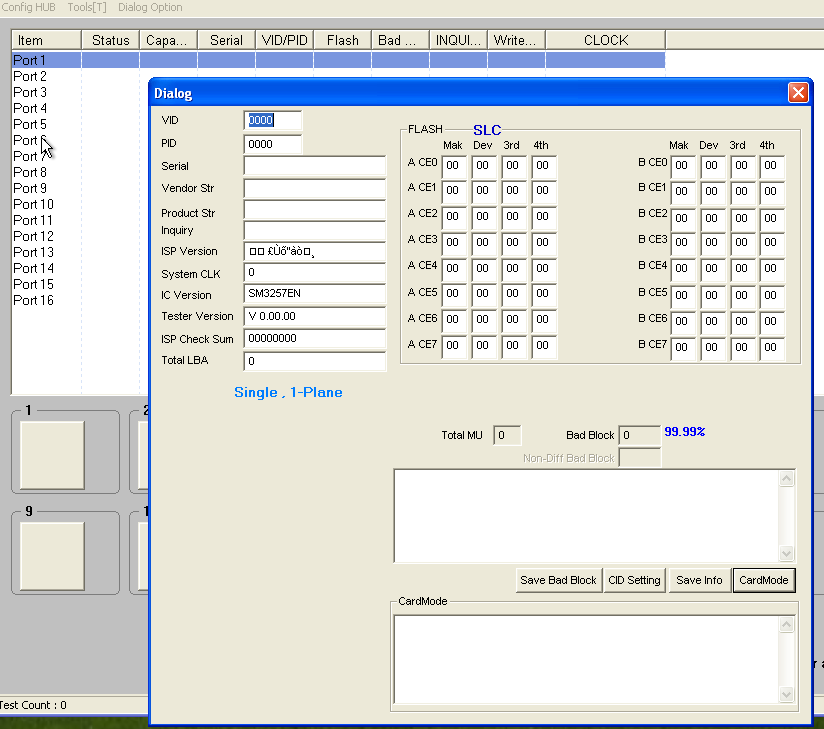 Config HUB Tools[T] Dialog Option
Item Status Capa... Serial VID/PID Flash Bad ... INQUI... Write... CLOCK
Port 1
Port 2
Port 3
Port 4
Port 5
Port 6
Port 7
Port 8
Port 9
Port 10
Port 11
Port 12
Port 13
Port 14
Port 15
Port 16
1 2
9 1
Test Count : 0
Dialog
VID 0000
PID 0000
Serial
Vendor Str
Product Str
Inquiry
ISP Version ¤¤ £Ùő"âò¤¸
System CLK 0
IC Version SM3257EN
Tester Version V 0.00.00
ISP Check Sum 00000000
Total LBA 0
Single , 1-Plane
FLASH SLC
Mak Dev 3rd 4th Mak Dev 3rd 4th
A CE0 00 00 00 00 B CE0 00 00 00 00
A CE1 00 00 00 00 B CE1 00 00 00 00
A CE2 00 00 00 00 B CE2 00 00 00 00
A CE3 00 00 00 00 B CE3 00 00 00 00
A CE4 00 00 00 00 B CE4 00 00 00 00
A CE5 00 00 00 00 B CE5 00 00 00 00
A CE6 00 00 00 00 B CE6 00 00 00 00
A CE7 00 00 00 00 B CE7 00 00 00 00
Total MU 0 Bad Block 0 99.99%
Non-Diff Bad Block
Save Bad Block CID Setting Save Info CardMode
CardMode